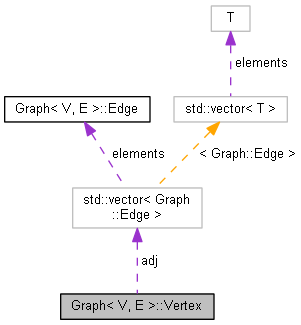 T
elements
Graph< V, E >::Edge
std::vector< T >
elements
< Graph::Edge >
std::vector< Graph
::Edge >
adj
Graph< V, E >::Vertex